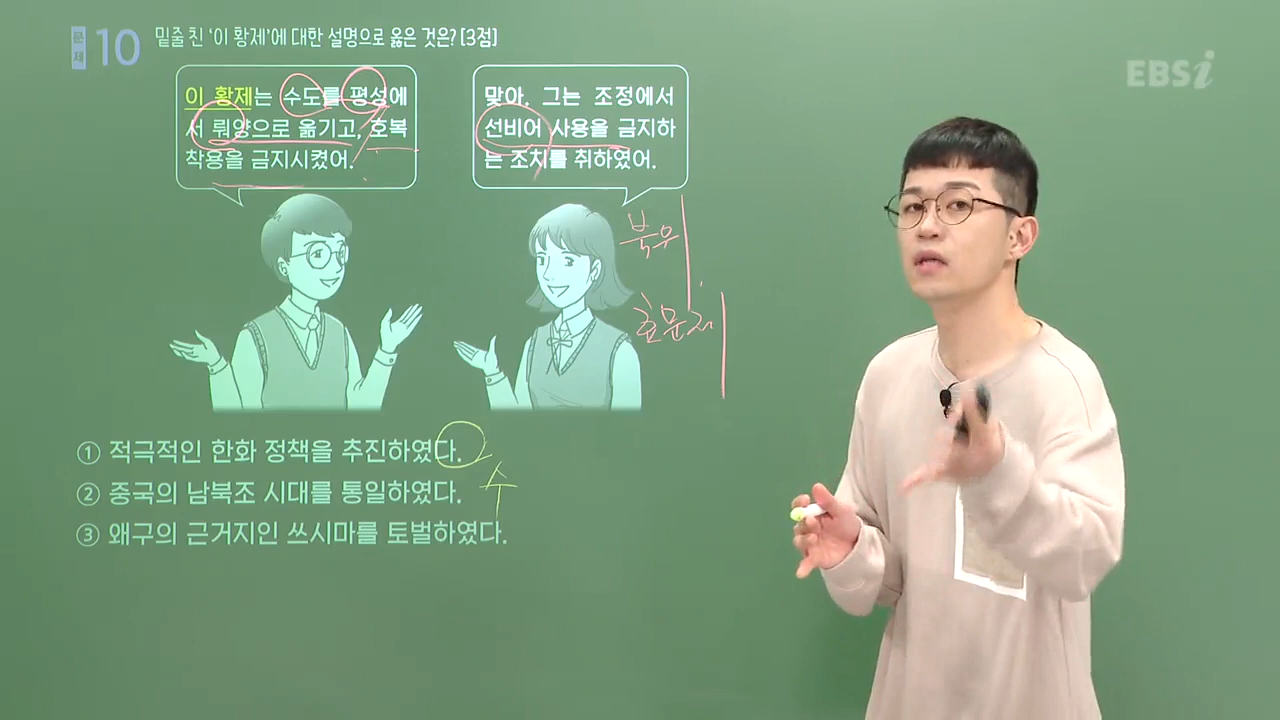 문제 10 밑줄 친 '이 황제'에 대한 설명으로 옳은 것은? [3점]
EBSi
이 황제는 수도를 평성에
서 뤄양으로 옮기고, 호복
착용을 금지시켰어.
맞아. 그는 조정에서
선비어 사용을 금지하
는 조치를 취하였어.
북위
효문제
① 적극적인 한화 정책을 추진하였다.
수
② 중국의 남북조 시대를 통일하였다.
③ 왜구의 근거지인 쓰시마를 토벌하였다.